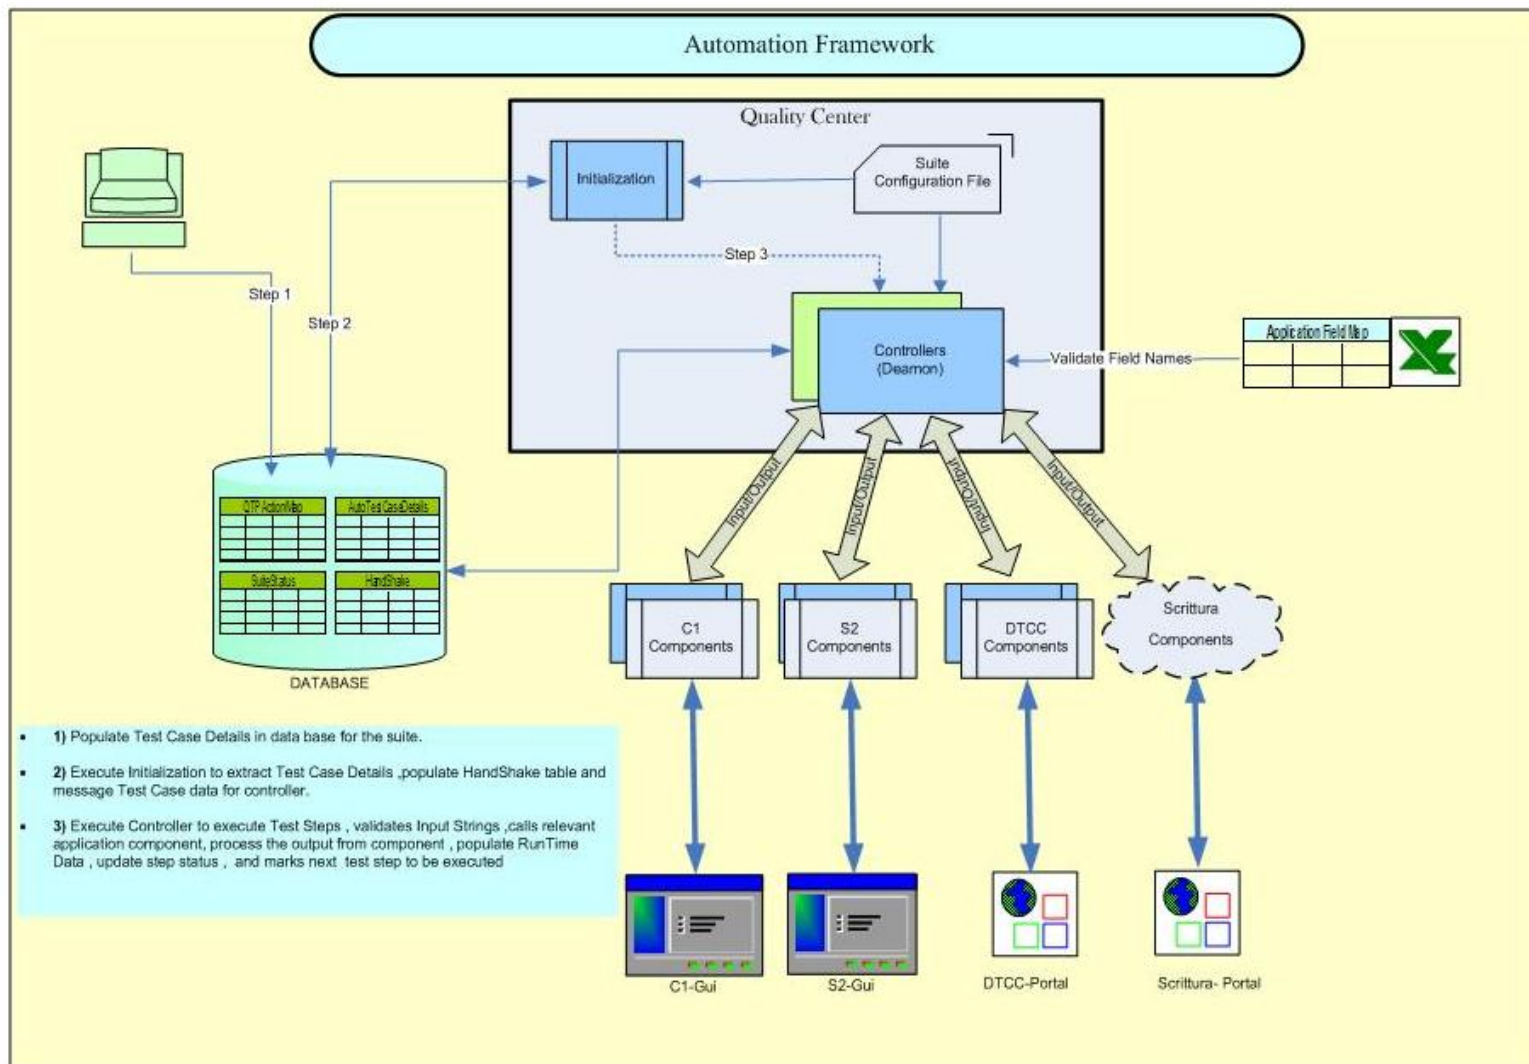 Automation Framework
Quality Center
Initialization
Suite
Configuration File
Step 3
Step 1
Step 2
Controllers
(Deamon)
Validate Field Names
Application Field Map
QTP ActionMap
AutoTestCaseDetails
SuiteStatus
HandShake
DATABASE
Input/Output
Input/Output
Input/Output
Input/Output
C1
Components
S2
Components
DTCC
Components
Scrittura
Components
1) Populate Test Case Details in data base for the suite.
2) Execute Initialization to extract Test Case Details ,populate HandShake table and
message Test Case data for controller.
3) Execute Controller to execute Test Steps , validates Input Strings ,calls relevant
application component, process the output from component , populate RunTime
Data , update step status , and marks next test step to be executed
C1-Gui
S2-Gui
DTCC-Portal
Scrittura- Portal